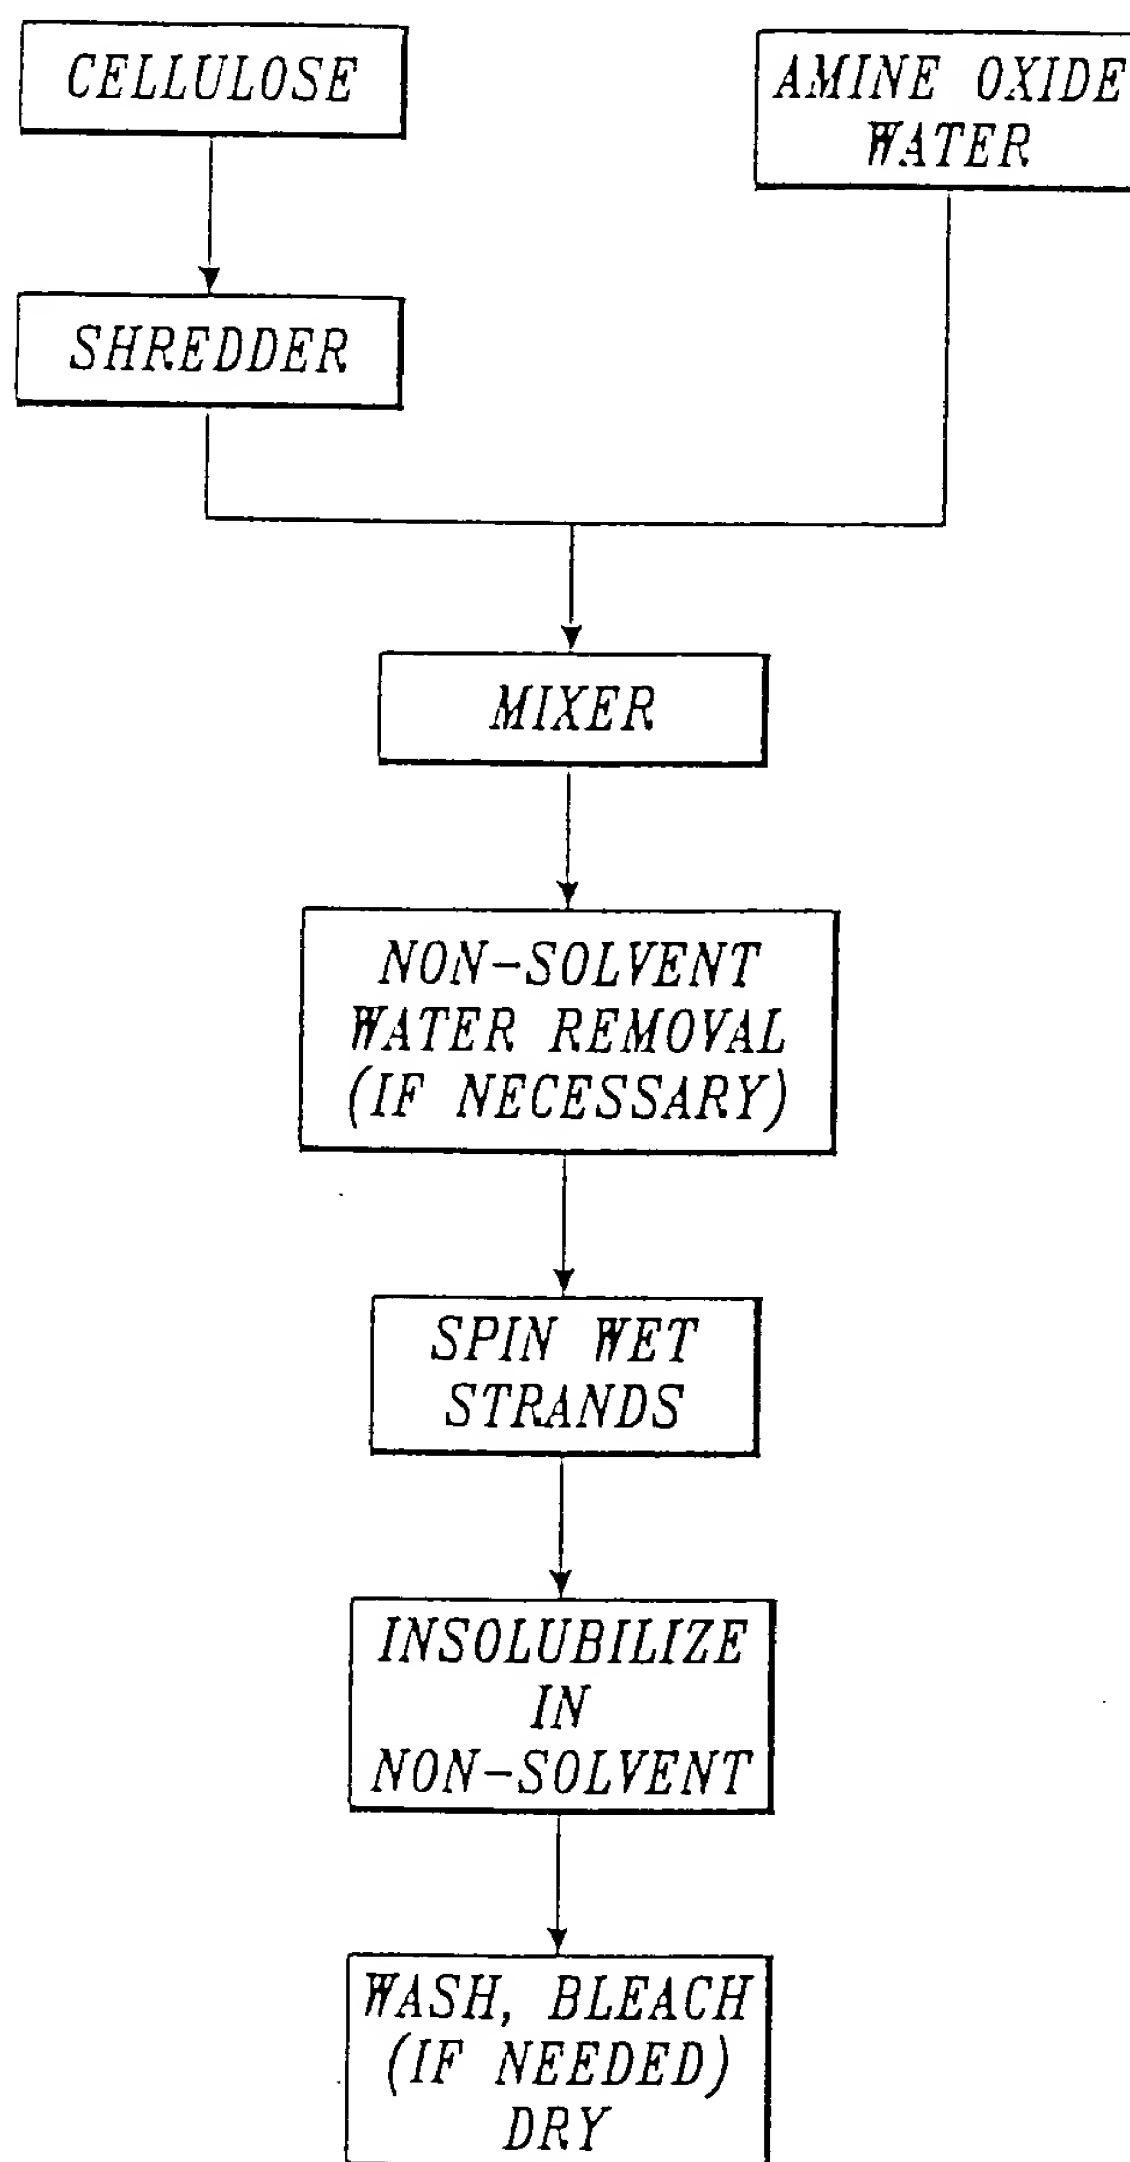 CELLULOSE
AMINE OXIDE
WATER
SHREDDER
MIXER
NON-SOLVENT
WATER REMOVAL
(IF NECESSARY)
SPIN WET
STRANDS
INSOLUBILIZE
IN
NON-SOLVENT
WASH, BLEACH
(IF NEEDED)
DRY